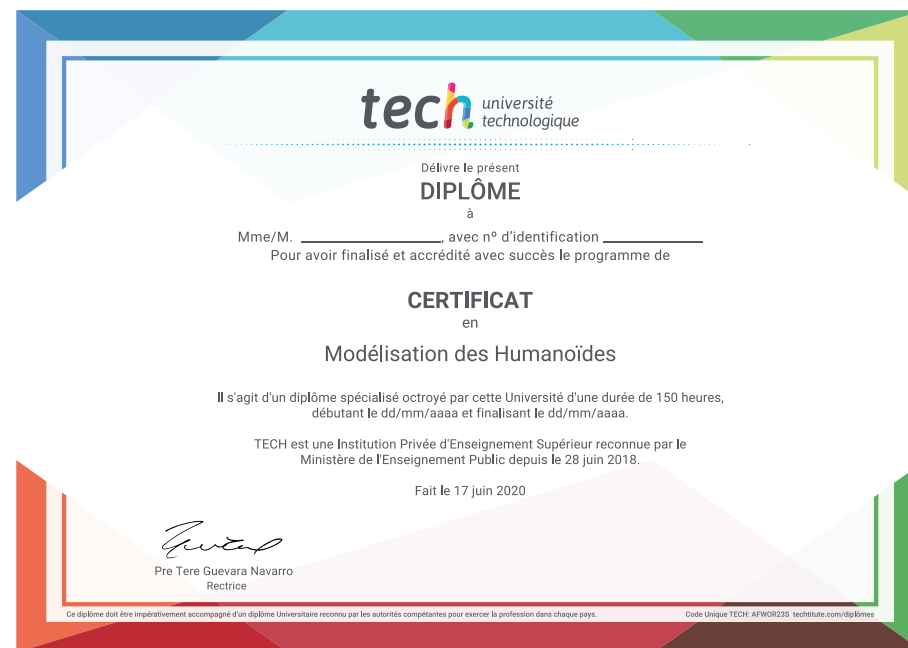 tech université
technologique
Délivre le présent
DIPLÔME
à
Mme/M. ____________________, avec nº d'identification ______________
Pour avoir finalisé et accrédité avec succès le programme de
CERTIFICAT
en
Modélisation des Humanoïdes
Il s'agit d'un diplôme spécialisé octroyé par cette Université d'une durée de 150 heures,
débutant le dd/mm/aaaa et finalisant le dd/mm/aaaa.
TECH est une Institution Privée d'Enseignement Supérieur reconnue par le
Ministère de l'Enseignement Public depuis le 28 juin 2018.
Fait le 17 juin 2020
Pre Tere Guevara Navarro
Rectrice
Ce diplôme doit être impérativement accompagné d'un diplôme Universitaire reconnu par les autorités compétentes pour exercer la profession dans chaque pays.
Code Unique TECH: AFWOR23S techtitute.com/diplômes